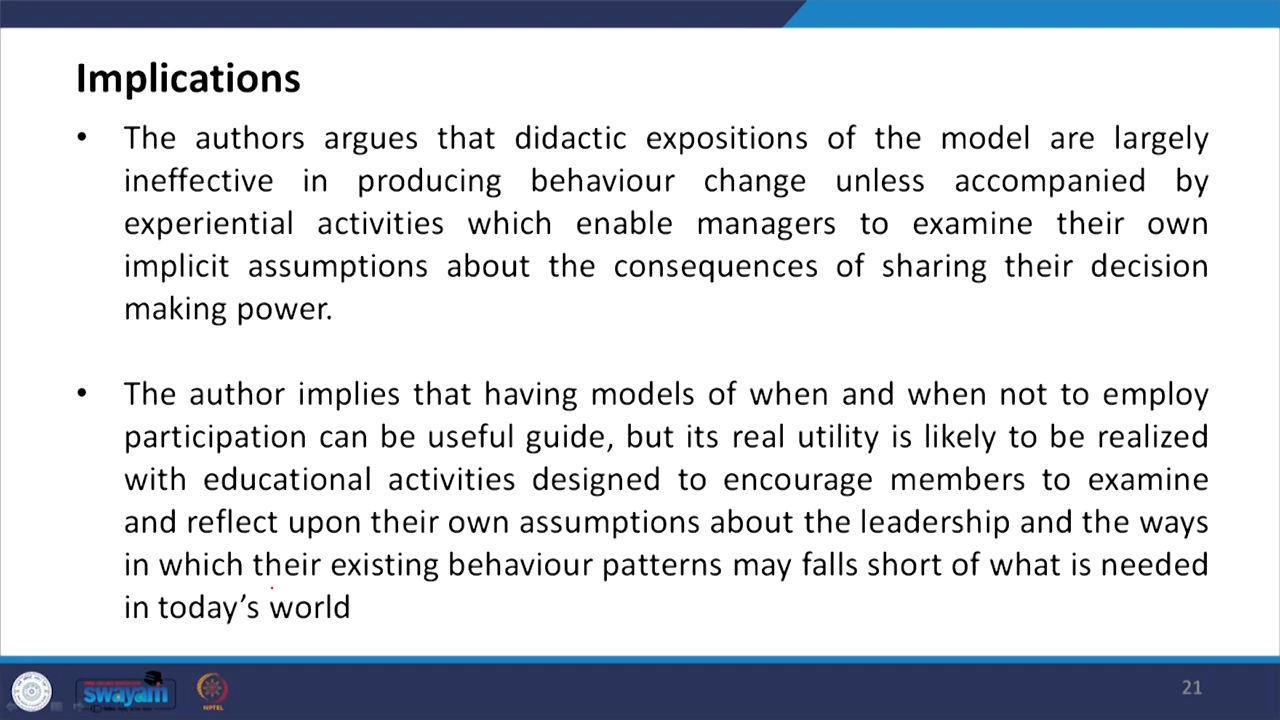 Implications
• The authors argues that didactic expositions of the model are largely
ineffective in producing behaviour change unless accompanied by
experiential activities which enable managers to examine their own
implicit assumptions about the consequences of sharing their decision
making power.
• The author implies that having models of when and when not to employ
participation can be useful guide, but its real utility is likely to be realized
with educational activities designed to encourage members to examine
and reflect upon their own assumptions about the leadership and the ways
in which their existing behaviour patterns may falls short of what is needed
in today’s world
swayam
NPTEL
21